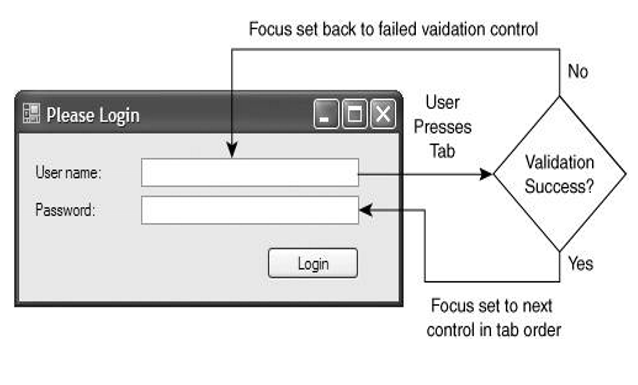 Focus set back to failed vaidation control
No
Please Login
User
Presses
Tab
User name:
Validation
Success?
Password:
Login
Yes
Focus set to next
control in tab order